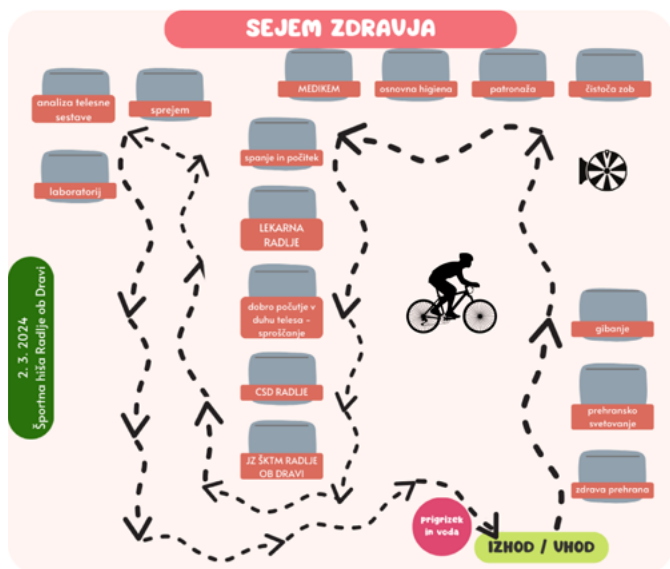 SEJEM ZDRAVJA
MEDIKEM
osnovna higiena
patronaža
čistoča zob
analiza telesne
sestave
sprejem
spanje in počitek
laboratorij
LEKARNA
RADLJE
2. 3. 2024
Športna hiša Radlje ob Dravi
dobro počutje v
duhu telesa -
sproščanje
gibanje
CSD RADLJE
prehransko
svetovanje
JZ ŠKTM RADLJE
OB DRAVI
zdrava prehrana
prigrizek
in voda
IZHOD / VHOD